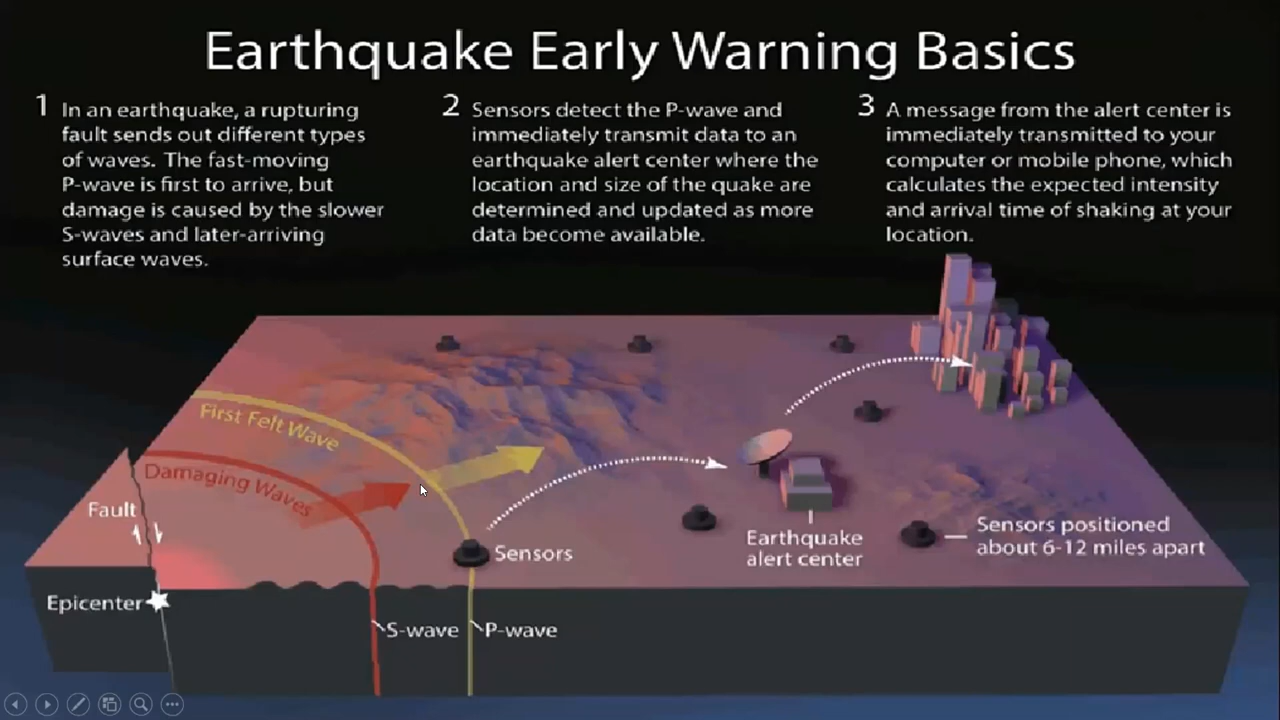 Earthquake Early Warning Basics
1 In an earthquake, a rupturing
fault sends out different types
of waves. The fast-moving
P-wave is first to arrive, but
damage is caused by the slower
S-waves and later-arriving
surface waves.
2 Sensors detect the P-wave and
immediately transmit data to an
earthquake alert center where the
location and size of the quake are
determined and updated as more
data become available.
3 A message from the alert center is
immediately transmitted to your
computer or mobile phone, which
calculates the expected intensity
and arrival time of shaking at your
location.
First Felt Wave
Damaging Waves
Fault
Epicenter
Sensors
S-wave
P-wave
Earthquake
alert center
Sensors positioned
about 6-12 miles apart